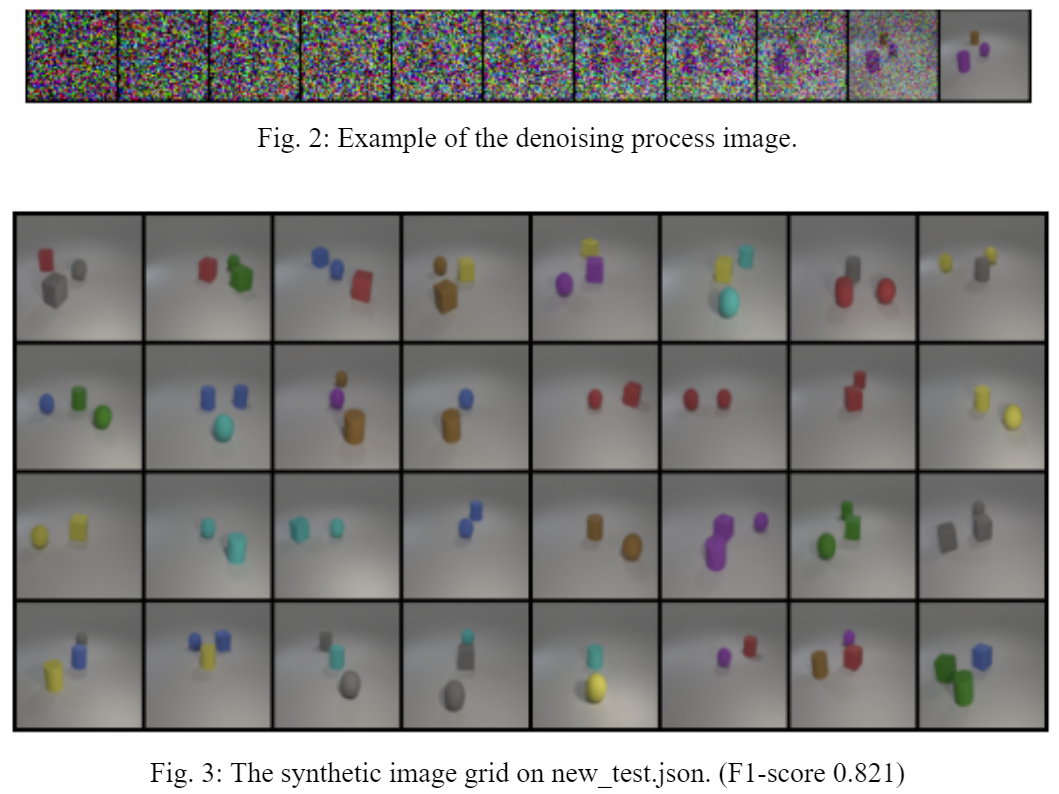 Fig. 2: Example of the denoising process image.
Fig. 3: The synthetic image grid on new_test.json. (F1-score 0.821)